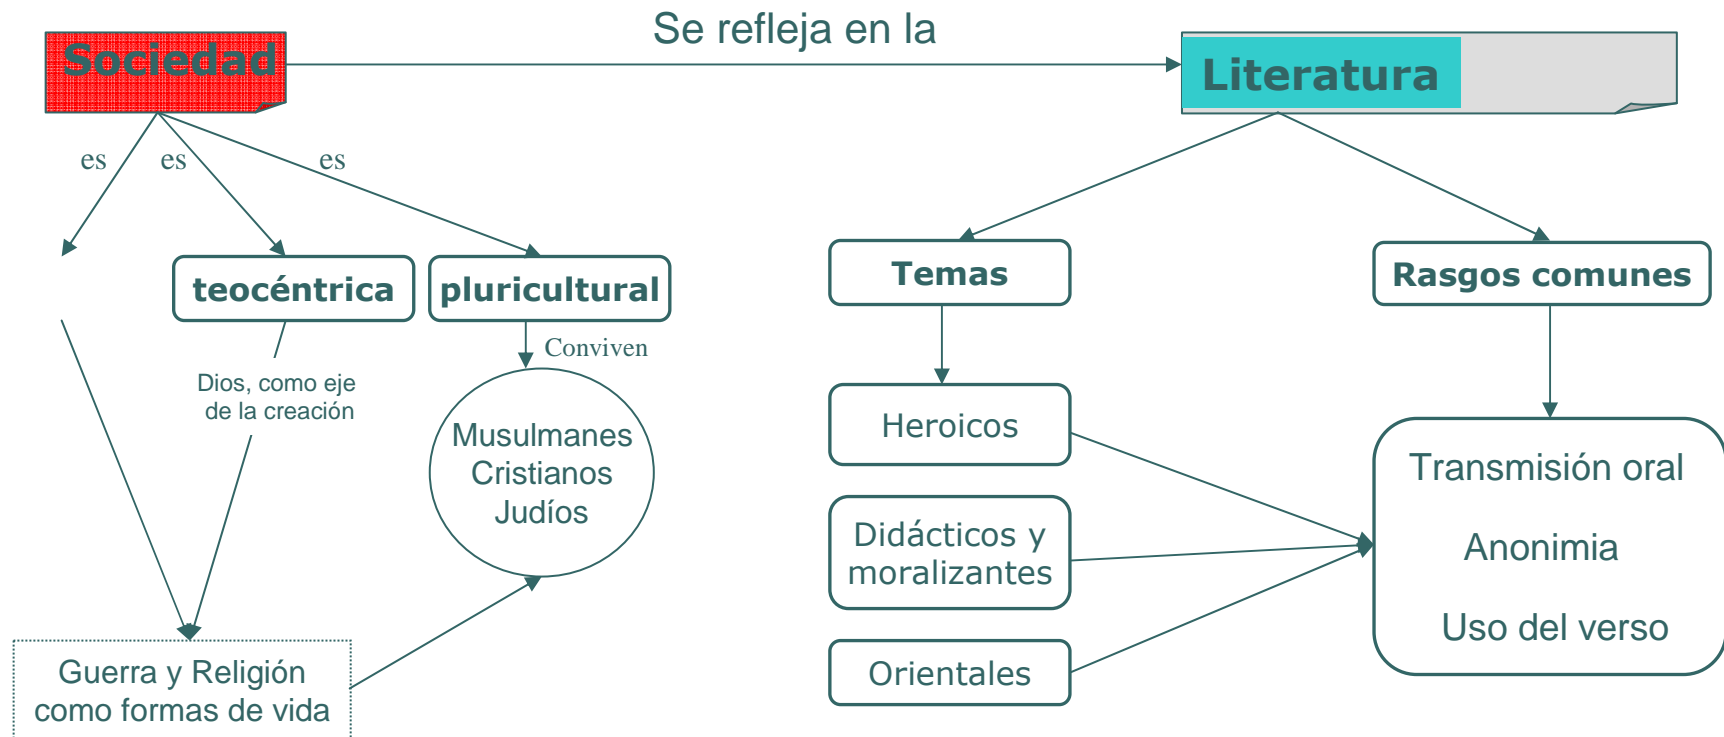 Se refleja en la
Sociedad
Literatura
es
es
es
teocéntrica
pluricultural
Temas
Rasgos comunes
Conviven
Dios, como eje
de la creación
Musulmanes
Cristianos
Judíos
Heroicos
Didácticos y
moralizantes
Orientales
Transmisión oral
Anonimia
Uso del verso
Guerra y Religión
como formas de vida